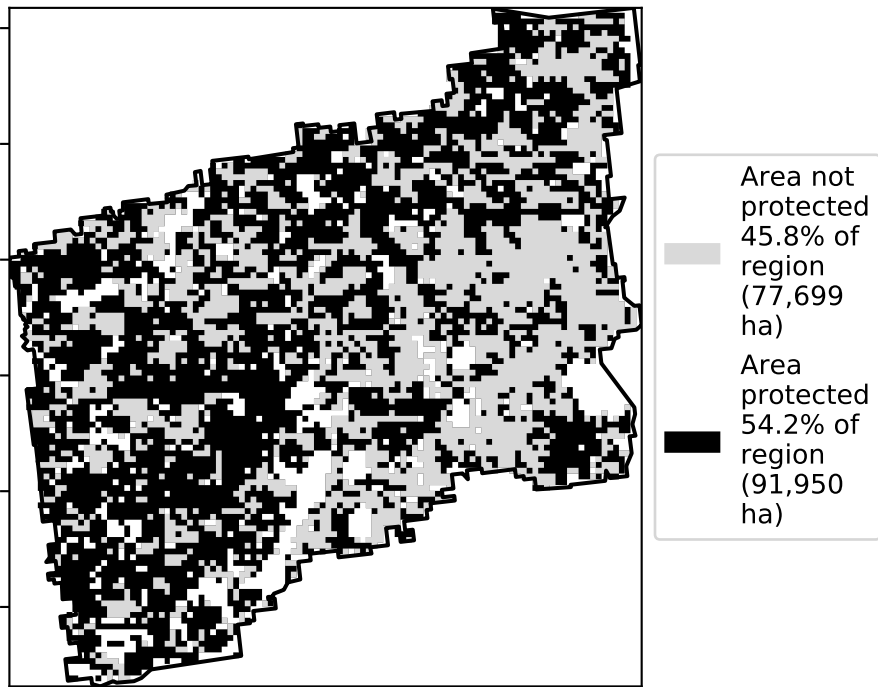 Area not
protected
45.8% of
region
(77,699
ha)
Area
protected
54.2% of
region
(91,950
ha)